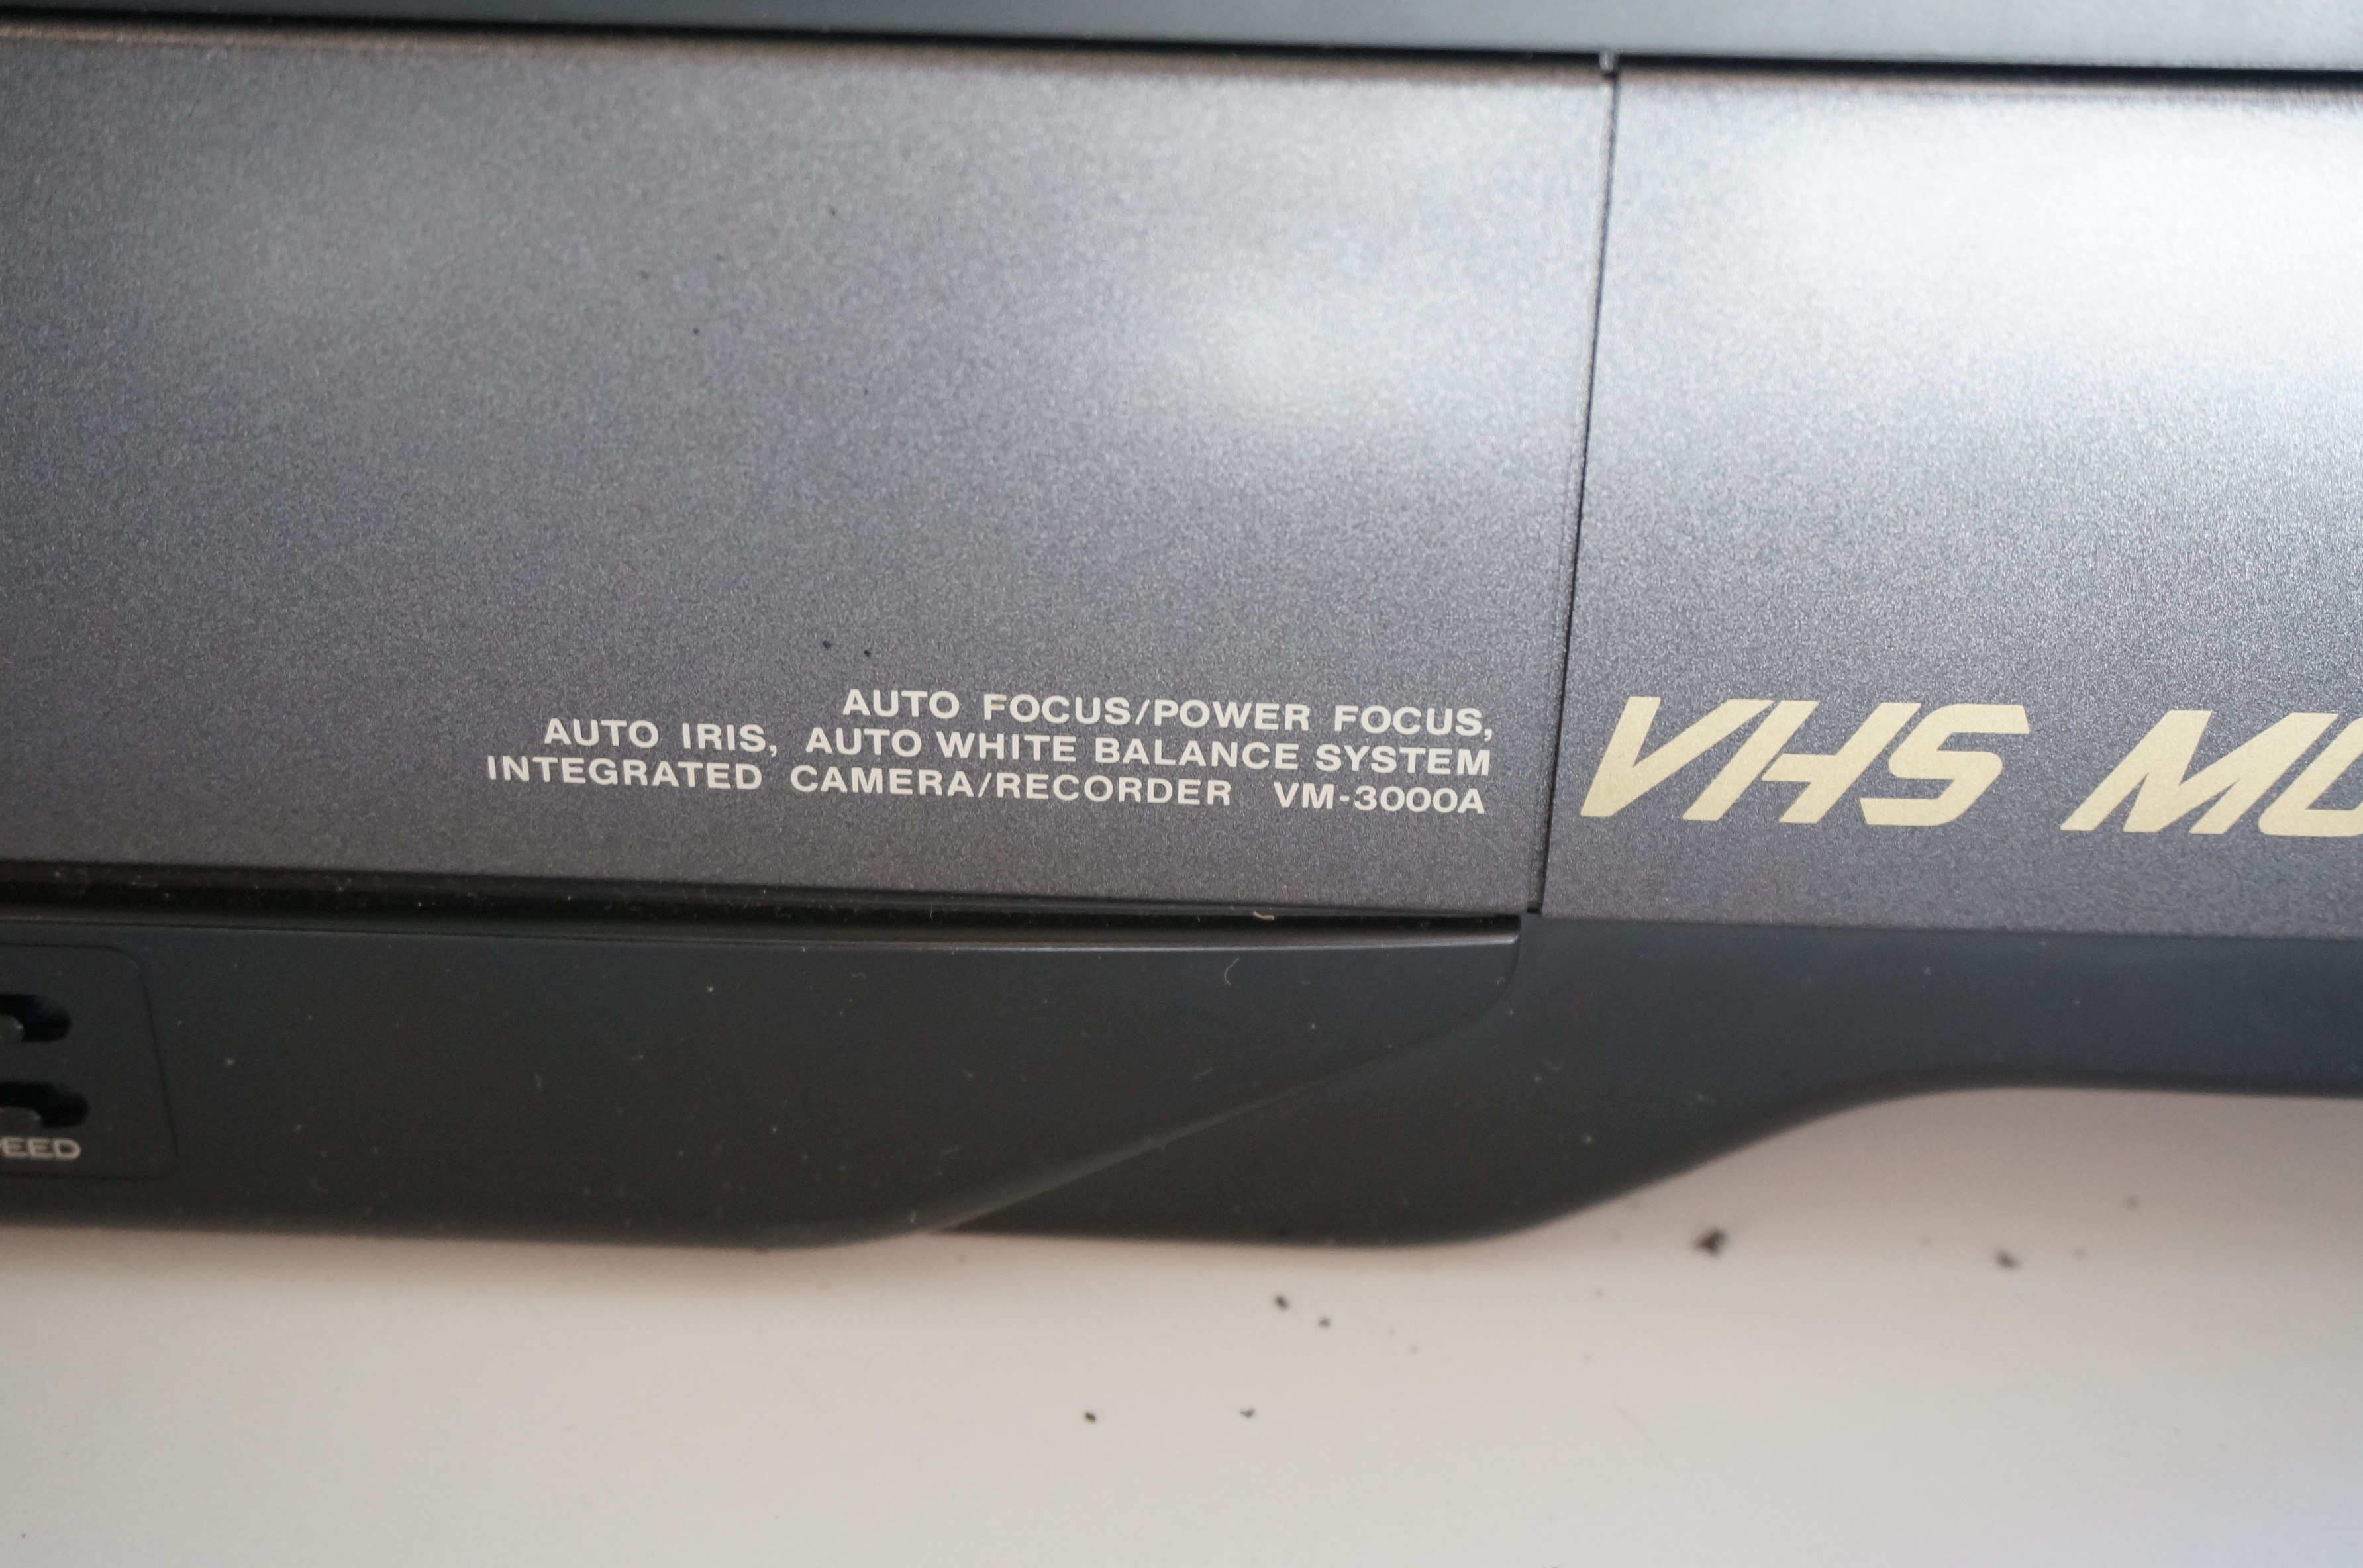 AUTO FOCUS/POWER FOCUS,
AUTO IRIS, AUTO WHITE BALANCE SYSTEM
INTEGRATED CAMERA/RECORDER VM-3000A
VHS